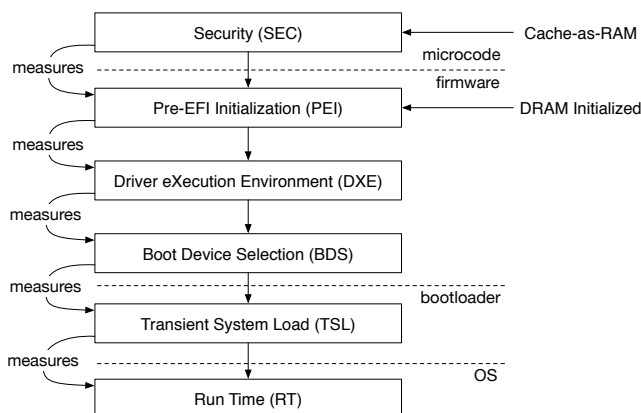 Security (SEC)
Cache-as-RAM
microcode
measures
firmware
Pre-EFI Initialization (PEI)
DRAM Initialized
measures
Driver eXecution Environment (DXE)
measures
Boot Device Selection (BDS)
measures
bootloader
Transient System Load (TSL)
measures
OS
Run Time (RT)